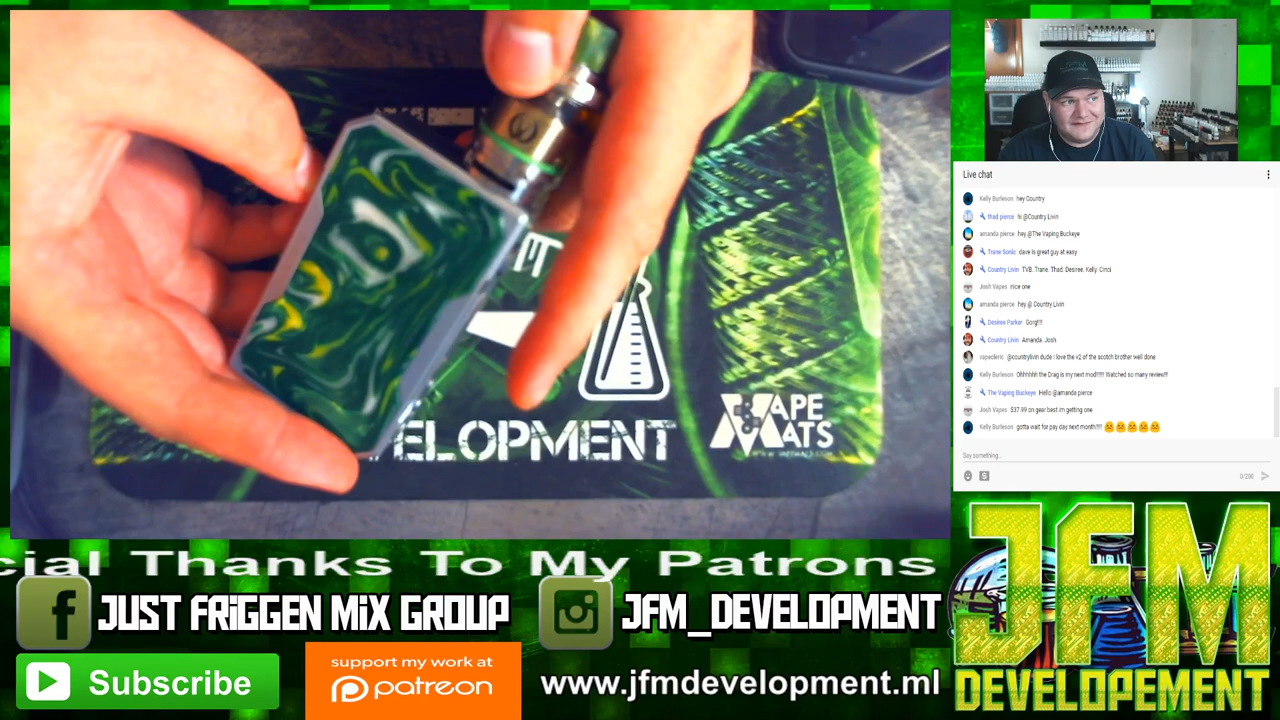 ELOPMENT
VAPE
MATS
Live chat
Kelly Burleson hey Country
thad pierce hi @Country Livin
amanda pierce hey @The Vaping Buckeye
Trane Sonic dave is great guy at easy
Country Livin TVB. Trane. Thad. Desiree. Kelly. Cinci
Josh Vapes nice one
amanda pierce hey @ Country Livin
Desiree Parker Gorg!!!!
Country Livin Amanda. Josh
vapecleric @countrylivin dude I love the v2 of the scotch brother well done
Kelly Burleson Ohhhhhh the Drag is my next mod!!!!! Watched so many review!!!
The Vaping Buckeye Hello @amanda pierce
Josh Vapes $37 99 on gear best im getting one
Kelly Burleson gotta wait for pay day next month!!!!
Say something...
0/200
cial Thanks To My Patrons
JUST FRIGGEN MIX GROUP
JFM_DEVELOPMENT
Subscribe
support my work at
patreon
www.jfmdevelopment.ml
JFM
DEVELOPEMENT